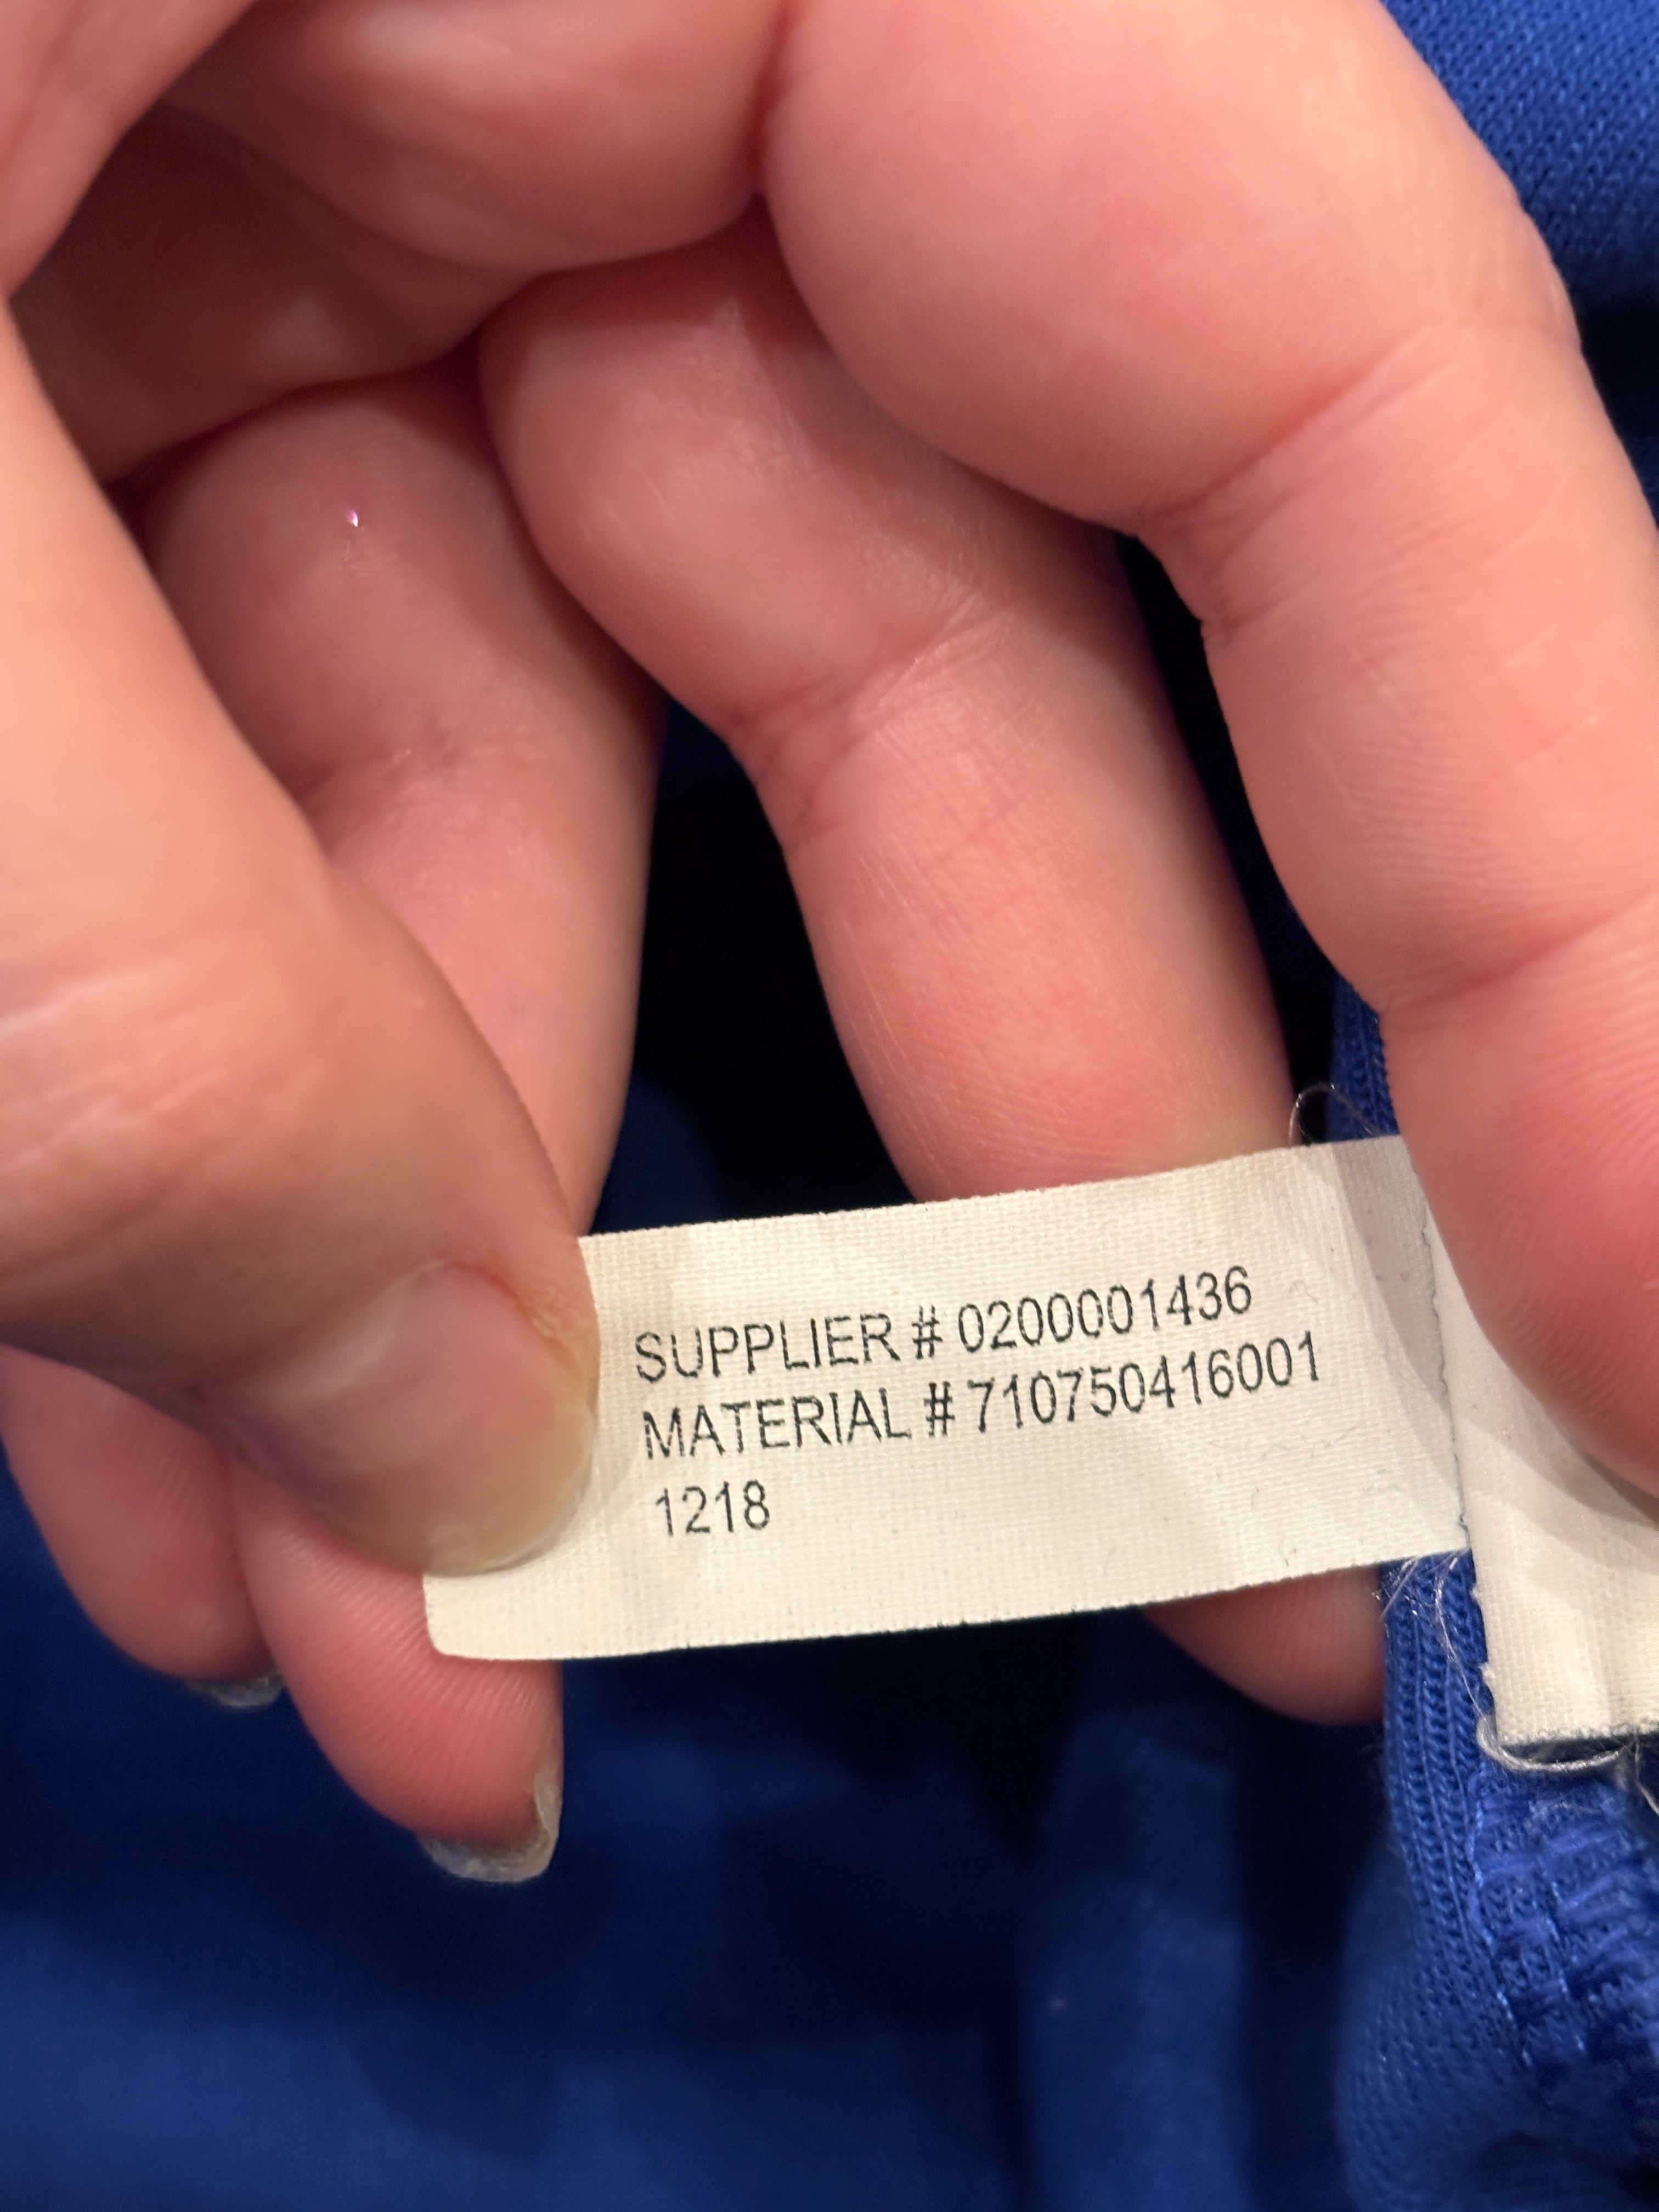 SUPPLIER # 0200001436
MATERIAL # 710750416001
1218